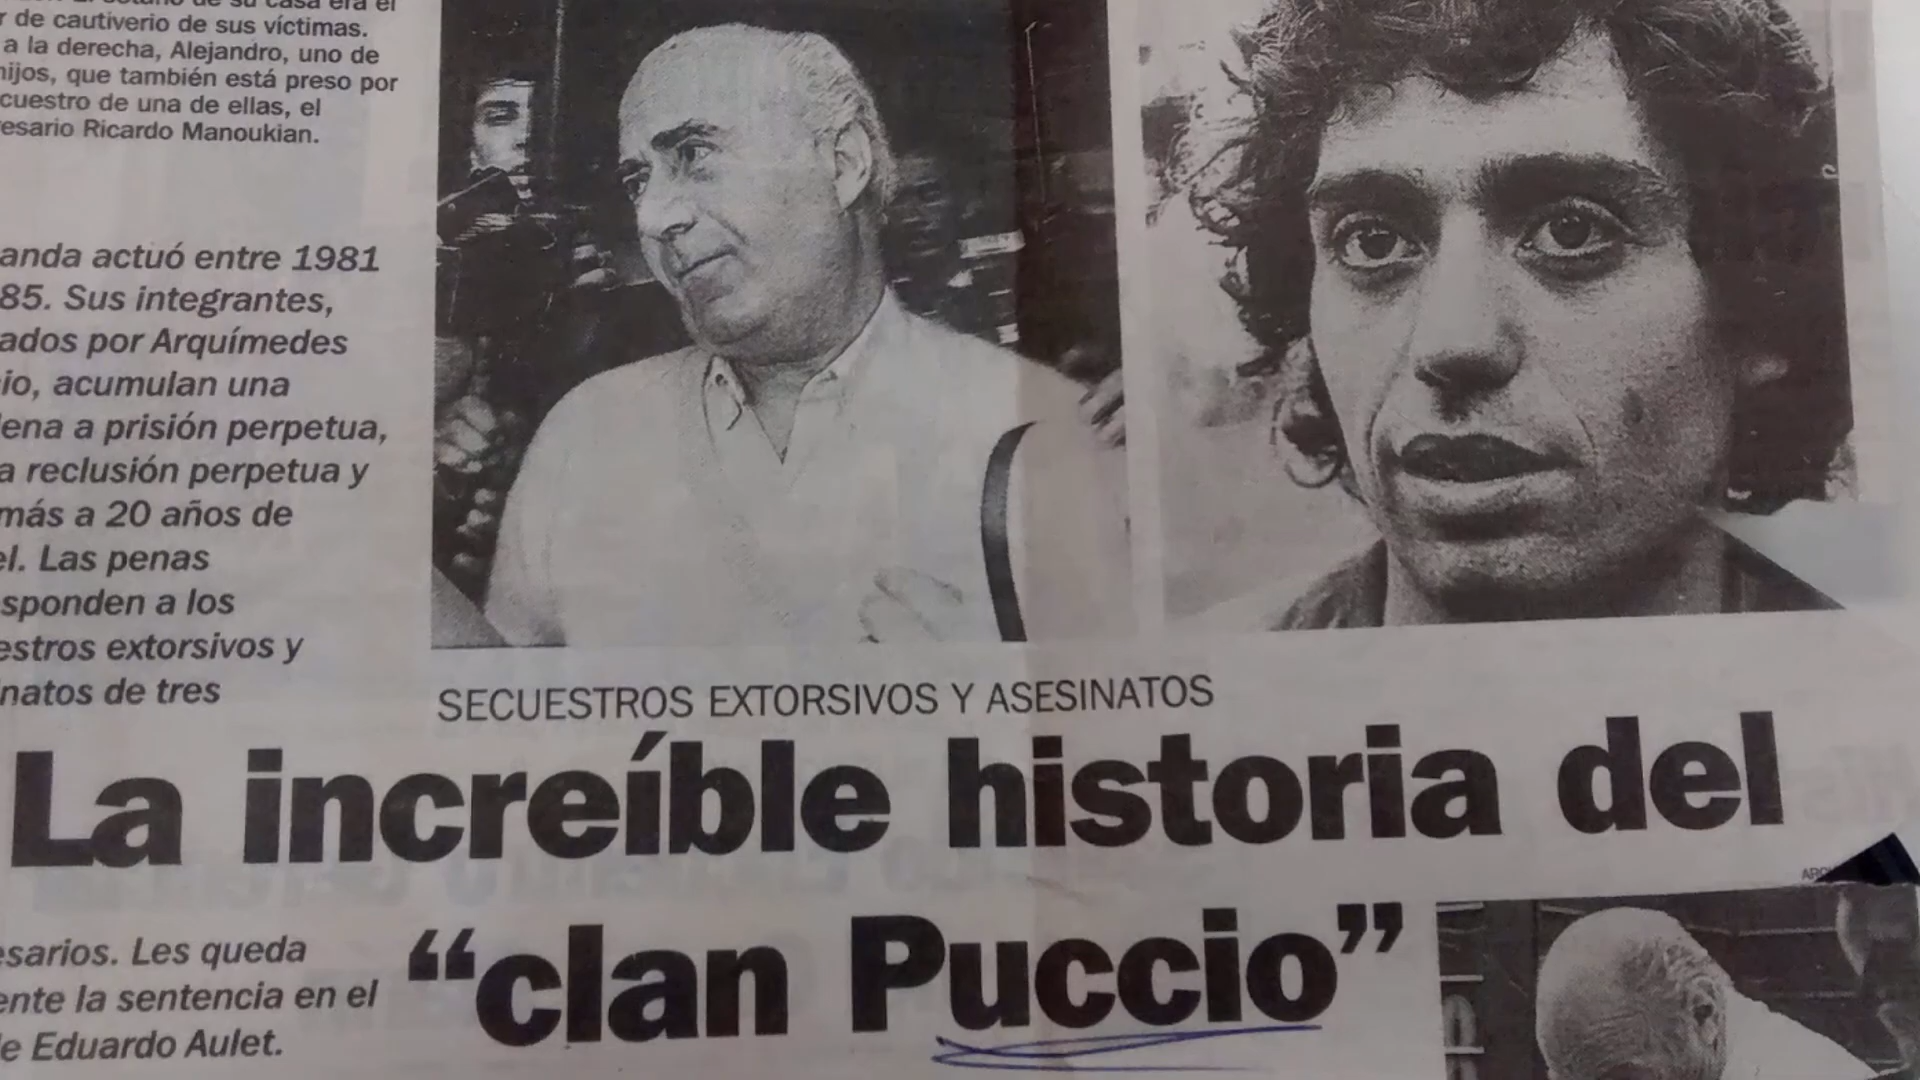 de cautiverio de sus víctimas.
a la derecha, Alejandro, uno de
hijos, que también está preso por
cuestro de una de ellas, el
esario Ricardo Manoukian.
anda actuó entre 1981
85. Sus integrantes,
ados por Arquímedes
io, acumulan una
ena a prisión perpetua,
a reclusión perpetua y
más a 20 años de
el. Las penas
sponden a los
estros extorsivos y
natos de tres
SECUESTROS EXTORSIVOS Y ASESINATOS
La increíble historia del
“clan Puccio”
esarios. Les queda
ente la sentencia en el
e Eduardo Aulet.